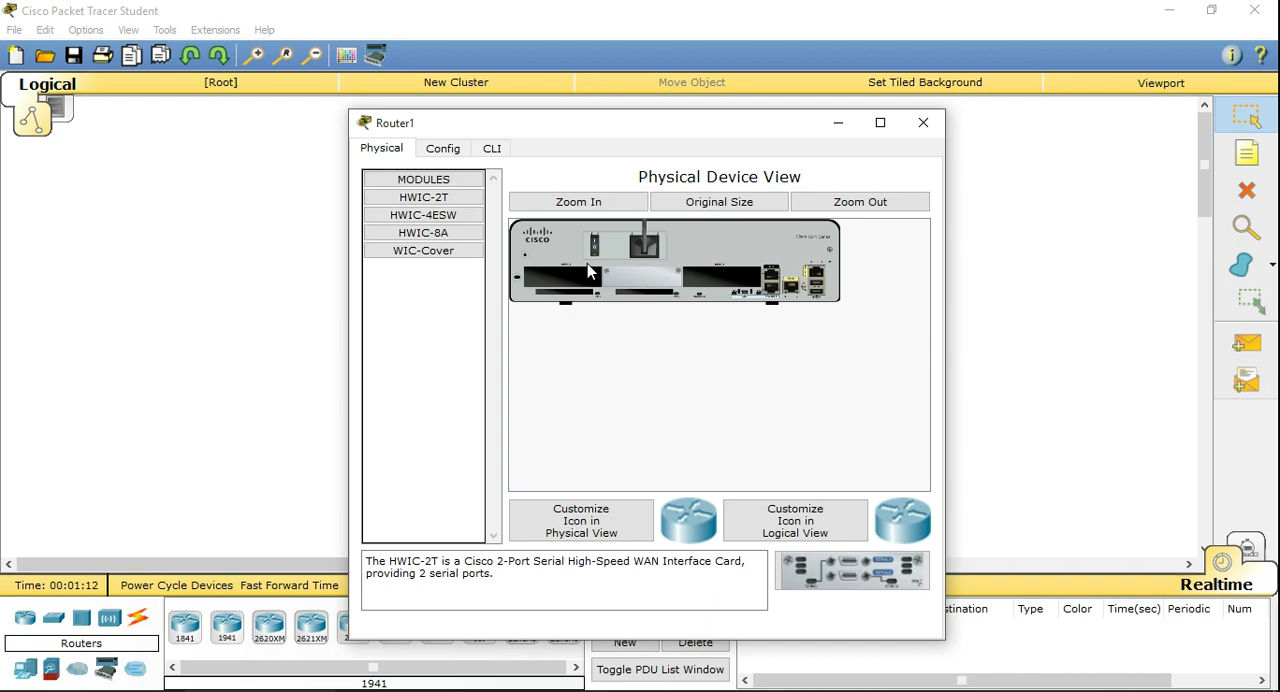 Cisco Packet Tracer Student
File Edit Options View Tools Extensions Help
Logical [Root] New Cluster Move Object Set Tiled Background Viewport
Router1
Physical Config CLI
MODULES
HWIC-2T
HWIC-4ESW
HWIC-8A
WIC-Cover
Physical Device View
Zoom In Original Size Zoom Out
CISCO
Customize
Icon in
Physical View
Customize
Icon in
Logical View
The HWIC-2T is a Cisco 2-Port Serial High-Speed WAN Interface Card,
providing 2 serial ports.
Time: 00:01:12 Power Cycle Devices Fast Forward Time
Realtime
Routers
1841 1941 2620XM 2621XM
1941
New Delete
Toggle PDU List Window
stination Type Color Time(sec) Periodic Num